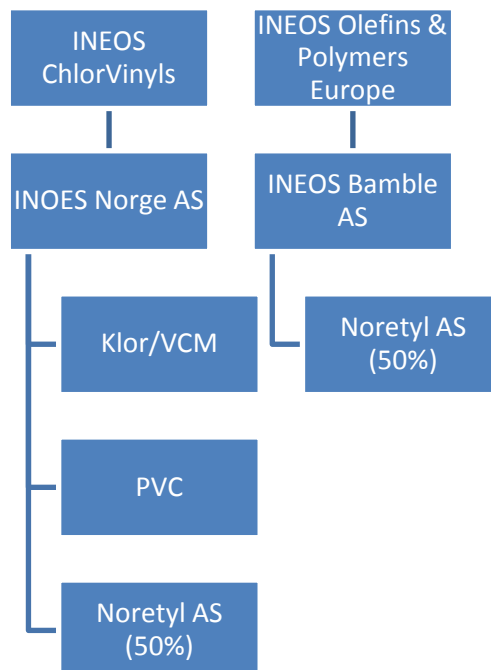 INEOS
ChlorVinyls
INOES Norge AS
Klor/VCM
PVC
Noretyl AS
(50%)
INEOS Olefins &
Polymers
Europe
INEOS Bamble
AS
Noretyl AS
(50%)